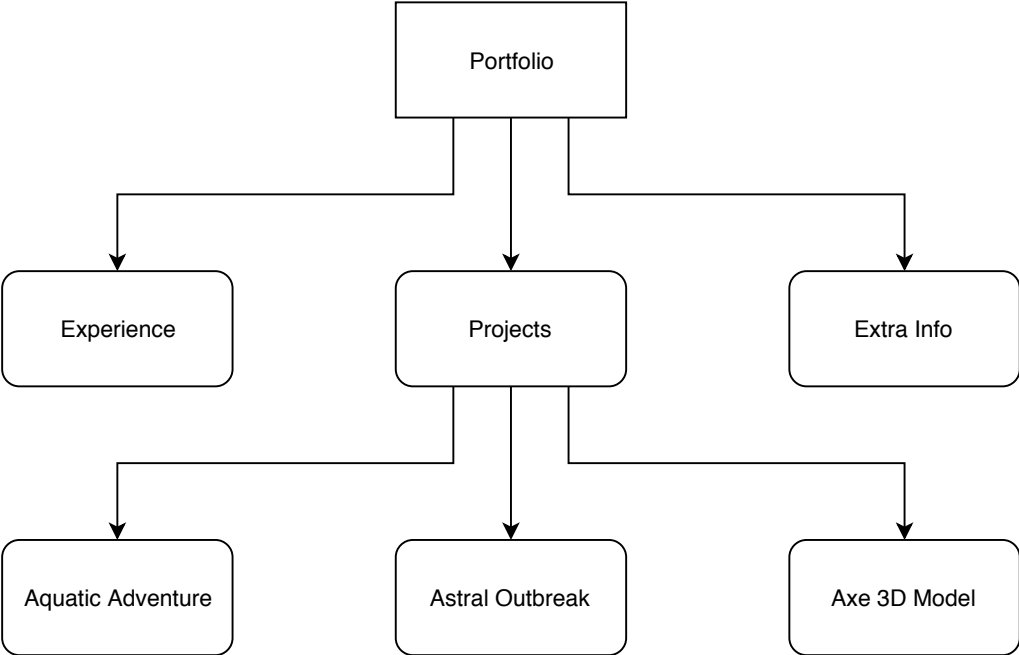 Portfolio
Experience
Projects
Extra Info
Aquatic Adventure
Astral Outbreak
Axe 3D Model